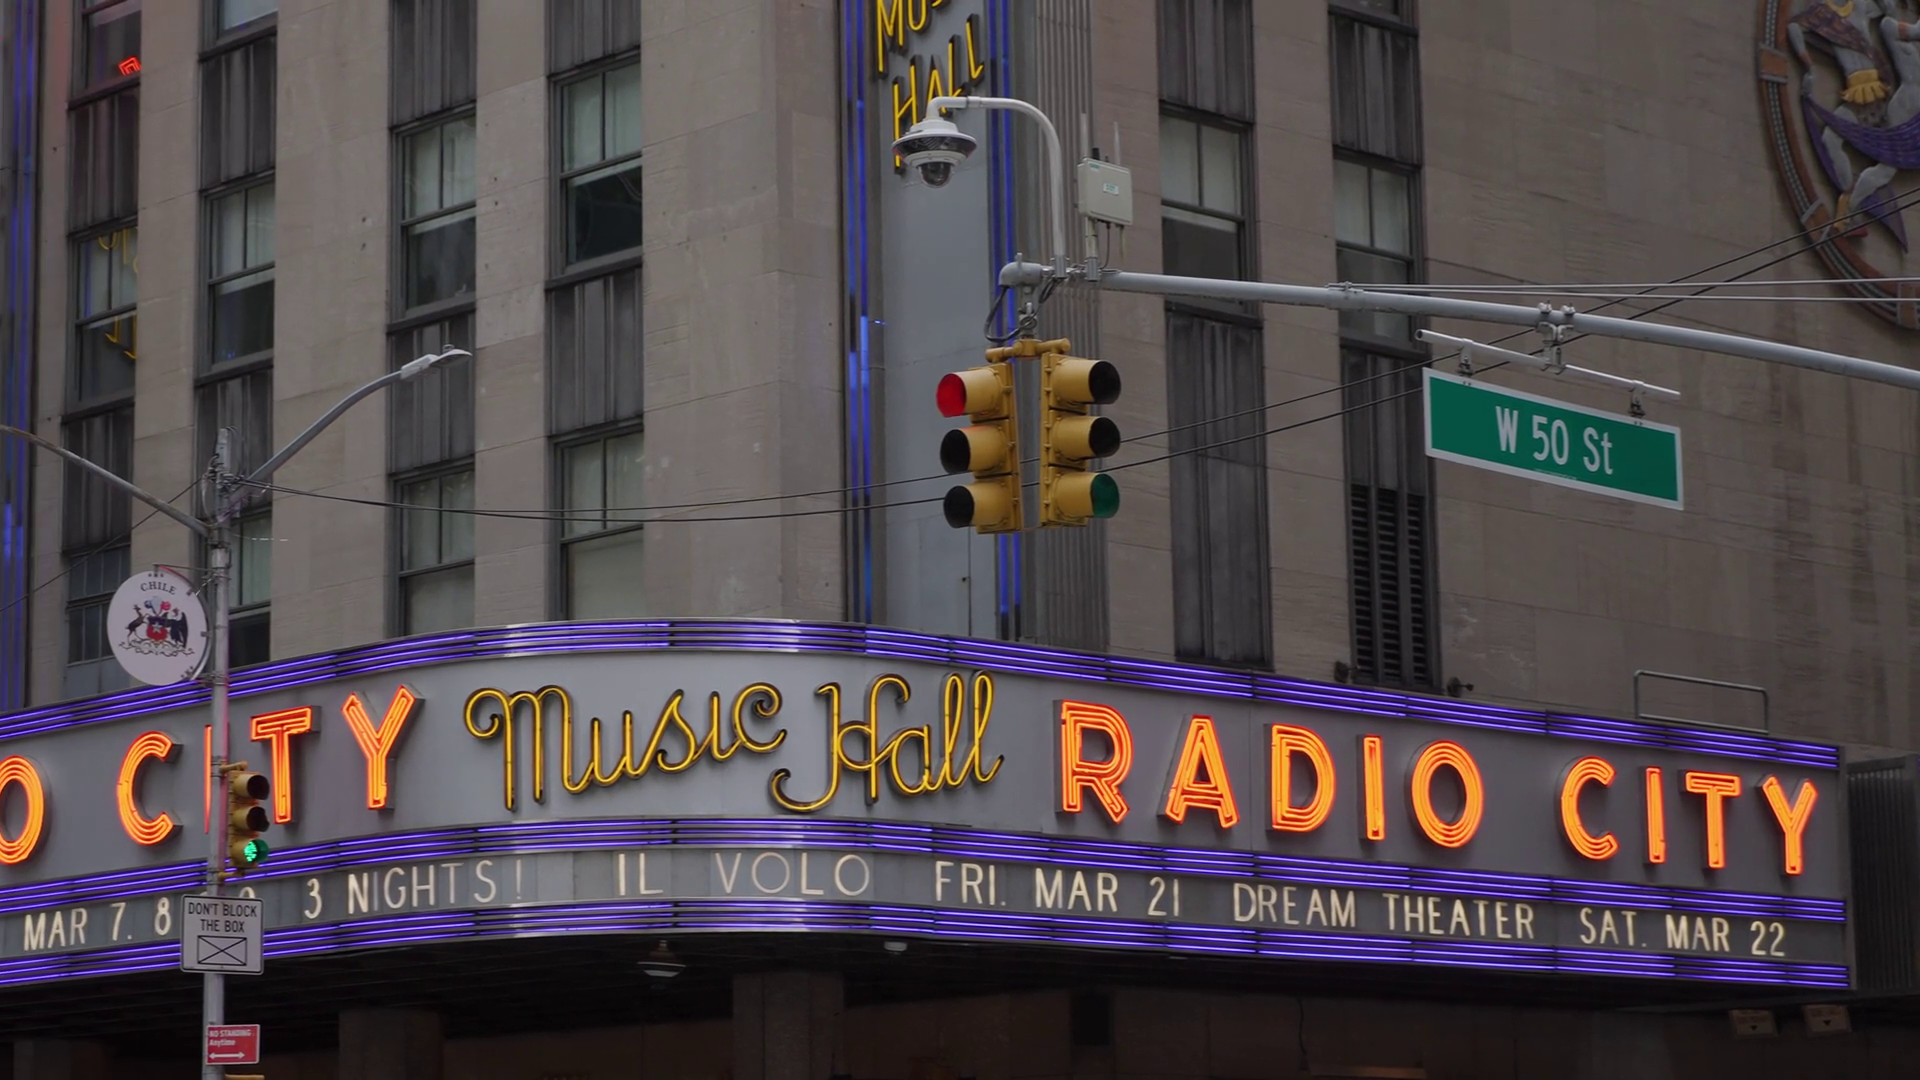 MUSIC
HALL
W 50 St
CHILE
O CITY Music Hall RADIO CITY
MAR 7. 8 3 NIGHTS! IL VOLO FRI. MAR 21 DREAM THEATER SAT. MAR 22
DON'T BLOCK
THE BOX
NO STANDING
Anytime